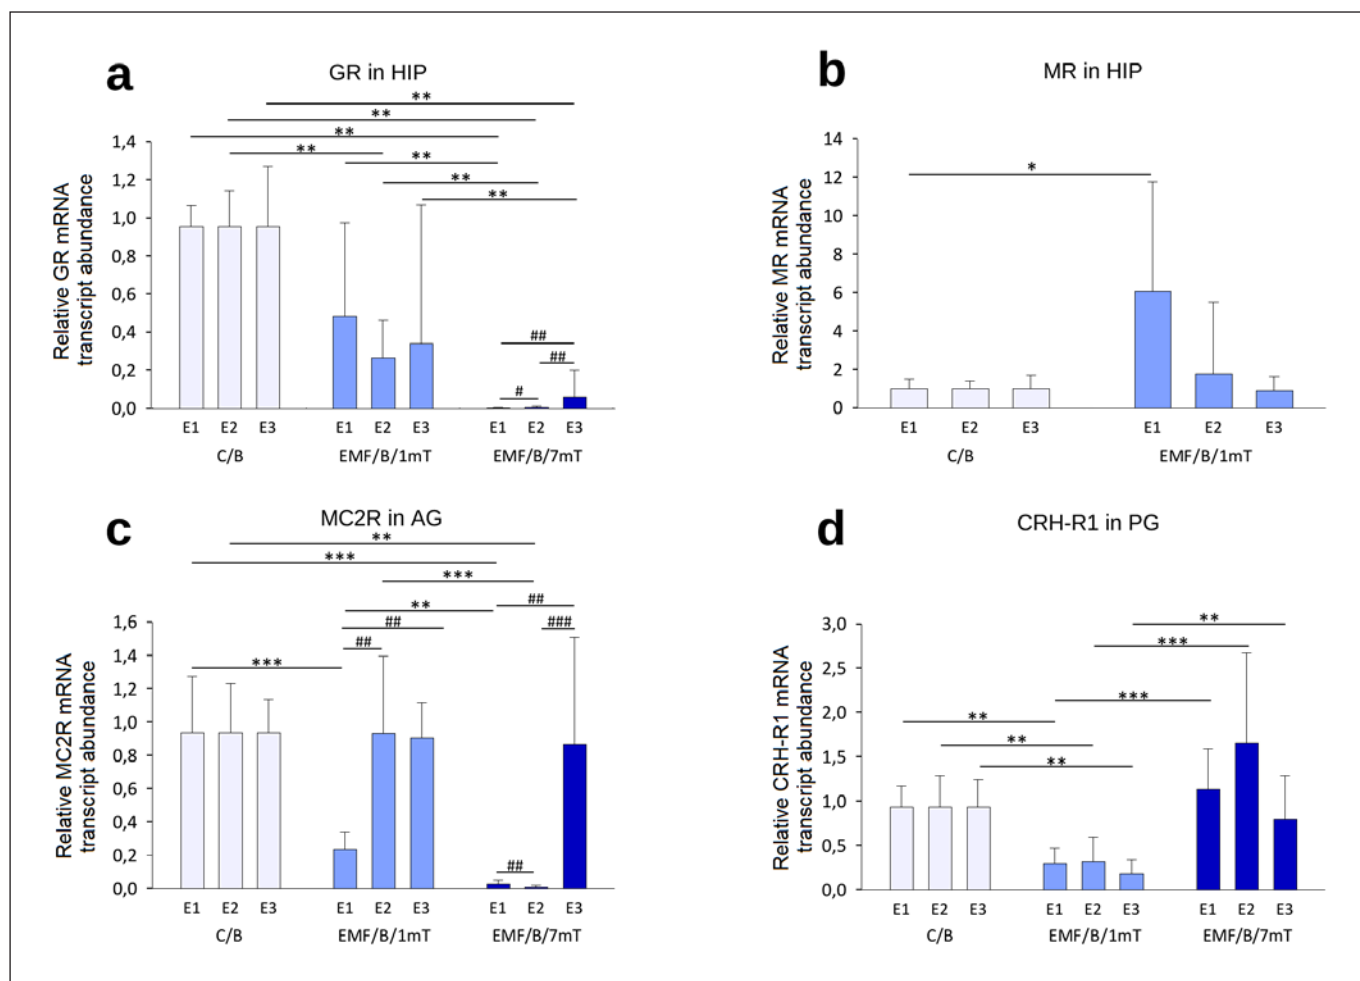 a
GR in HIP
**
**
**
**
**
**
**
##
##
#
Relative GR mRNA
transcript abundance
1,4
1,2
1,0
0,8
0,6
0,4
0,2
0,0
E1 E2 E3 E1 E2 E3 E1 E2 E3
C/B EMF/B/1mT EMF/B/7mT
b
MR in HIP
*
Relative MR mRNA
transcript abundance
14
12
10
8
6
4
2
0
E1 E2 E3 E1 E2 E3
C/B EMF/B/1mT
c
MC2R in AG
**
***
***
**
##
##
###
##
***
##
Relative MC2R mRNA
transcript abundance
1,6
1,4
1,2
1,0
0,8
0,6
0,4
0,2
0,0
E1 E2 E3 E1 E2 E3 E1 E2 E3
C/B EMF/B/1mT EMF/B/7mT
d
CRH-R1 in PG
**
***
***
**
**
**
Relative CRH-R1 mRNA
transcript abundance
3,0
2,5
2,0
1,5
1,0
0,5
0,0
E1 E2 E3 E1 E2 E3 E1 E2 E3
C/B EMF/B/1mT EMF/B/7mT